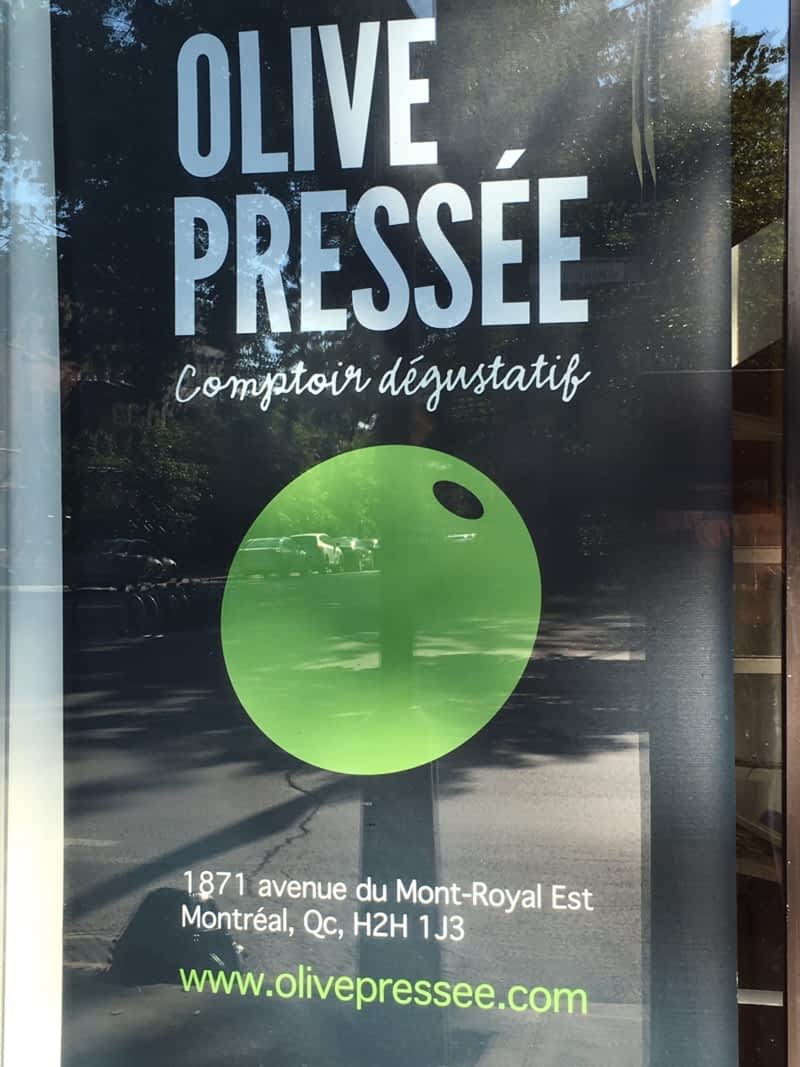 OLIVE
PRESSÉE
Comptoir dégustatif
1871 avenue du Mont-Royal Est
Montréal, Qc, H2H 1J3
www.olivepressee.com